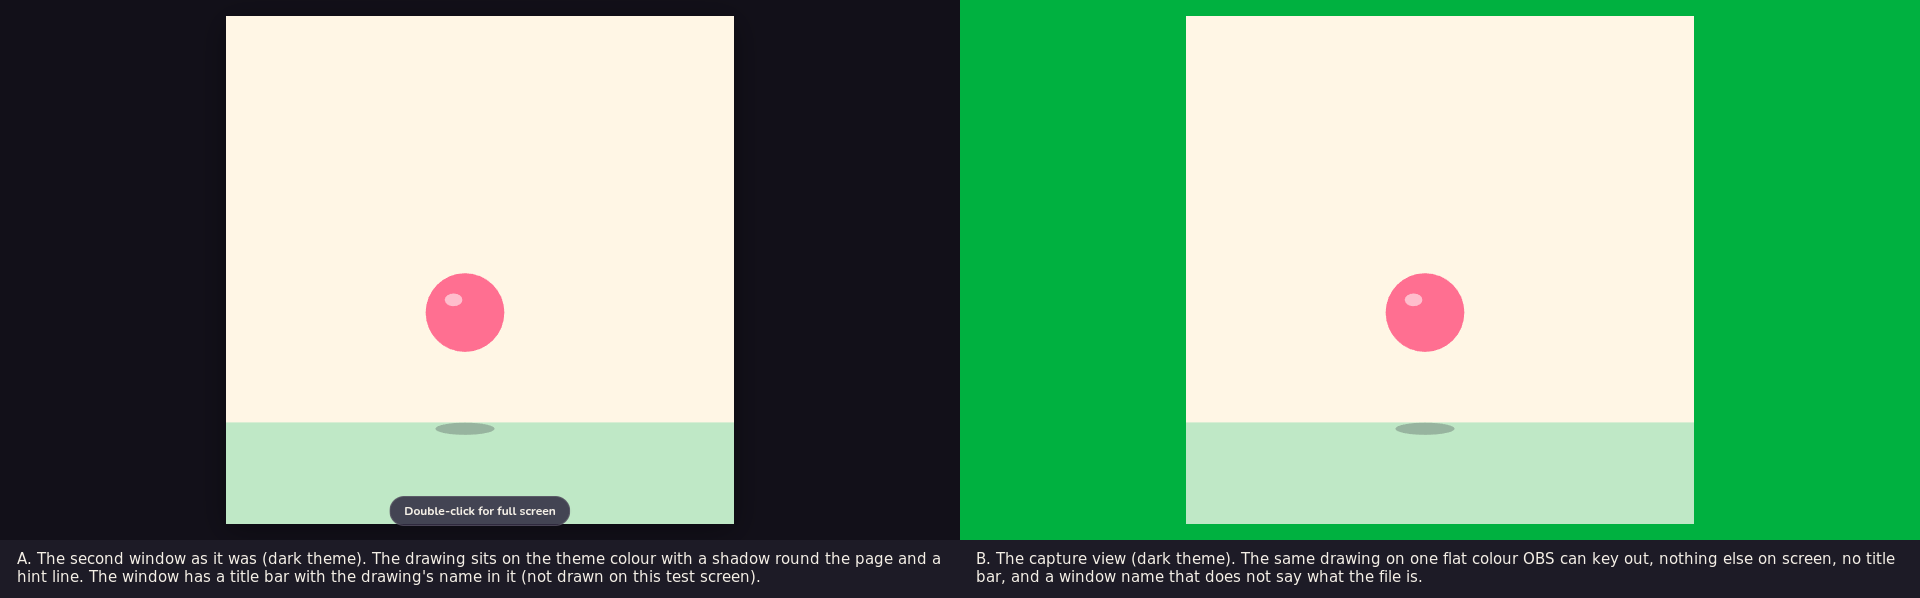 Double-click for full screen
A. The second window as it was (dark theme). The drawing sits on the theme colour with a shadow round the page and a
hint line. The window has a title bar with the drawing's name in it (not drawn on this test screen).
B. The capture view (dark theme). The same drawing on one flat colour OBS can key out, nothing else on screen, no title
bar, and a window name that does not say what the file is.